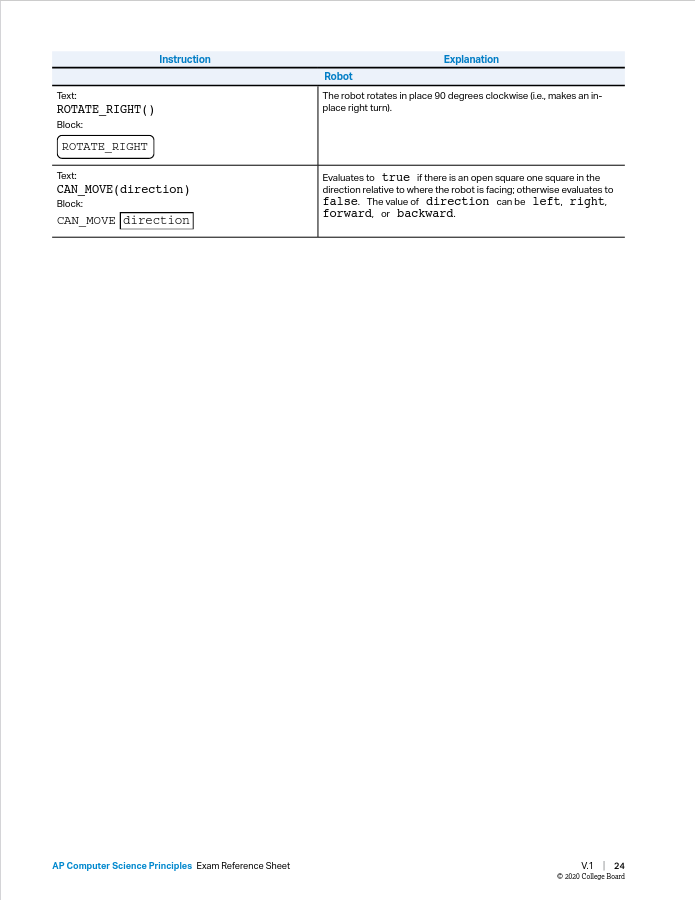 Instruction Explanation
Robot
Text:
ROTATE_RIGHT()
Block:
ROTATE_RIGHT
The robot rotates in place 90 degrees clockwise (i.e., makes an in-
place right turn).
Text:
CAN_MOVE(direction)
Block:
CAN_MOVE direction
Evaluates to true if there is an open square one square in the
direction relative to where the robot is facing; otherwise evaluates to
false. The value of direction can be left, right,
forward, or backward.
AP Computer Science Principles Exam Reference Sheet
V.1 | 24
© 2020 College Board